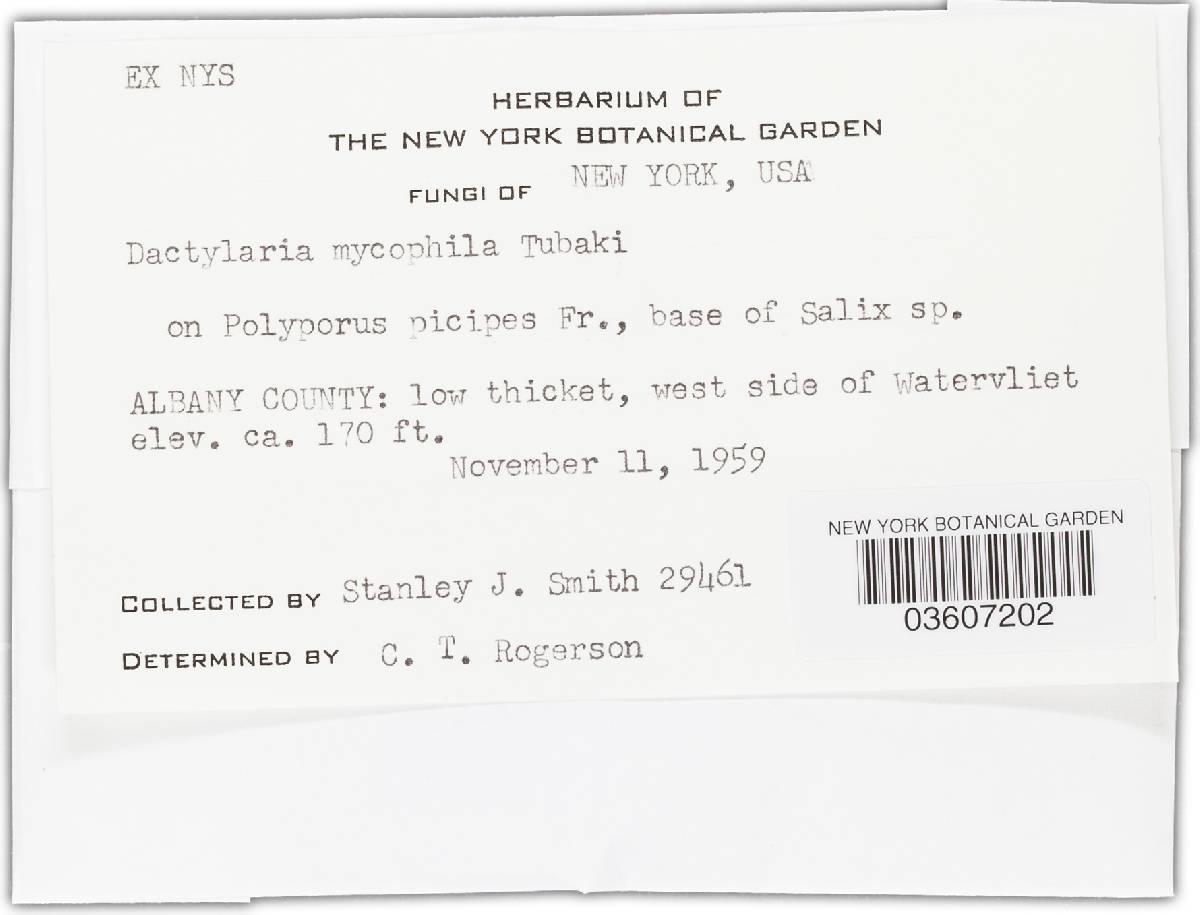 EX NYS
HERBARIUM OF
THE NEW YORK BOTANICAL GARDEN
FUNGI OF NEW YORK, USA
Dactylaria mycophila Tubaki
on Polyporus picipes Fr., base of Salix sp.
ALBANY COUNTY: low thicket, west side of Watervliet
elev. ca. 170 ft.
November 11, 1959
NEW YORK BOTANICAL GARDEN
03607202
COLLECTED BY Stanley J. Smith 29461
DETERMINED BY C. T. Rogerson